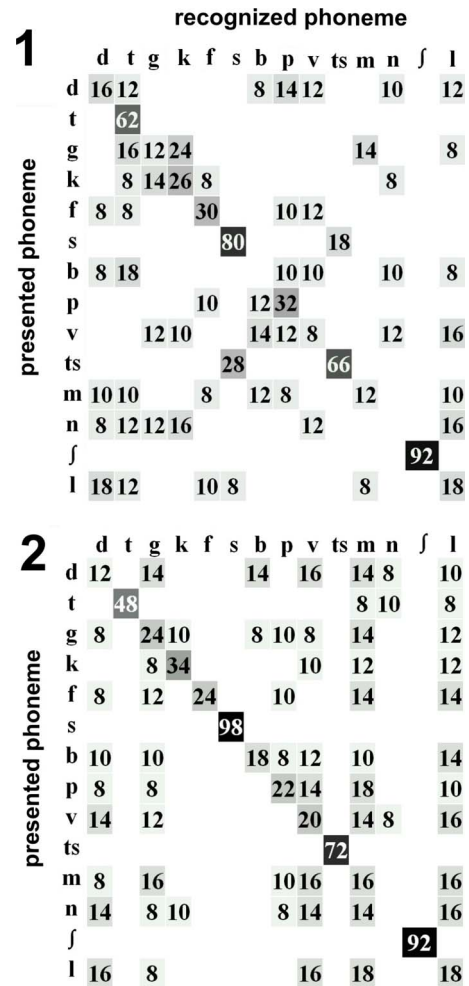 recognized phoneme
1
d t g k f s b p v ts m n ʃ l
presented phoneme
d 16 12 8 14 12 10 12
t 62
g 16 12 24 14 8
k 8 14 26 8 8
f 8 8 30 10 12
s 80 18
b 8 18 10 10 10 8
p 10 12 32
v 12 10 14 12 8 12 16
ts 28 66
m 10 10 8 12 8 12 10
n 8 12 12 16 12 16
ʃ 92
l 18 12 10 8 8 18
2
d t g k f s b p v ts m n ʃ l
presented phoneme
d 12 14 14 16 14 8 10
t 48 8 10 8
g 8 24 10 8 10 8 14 12
k 8 34 10 12 12
f 8 12 24 10 14 14
s 98
b 10 10 18 8 12 10 14
p 8 8 22 14 18 10
v 14 12 20 14 8 16
ts 72
m 8 16 10 16 16 16
n 14 8 10 8 14 14 16
ʃ 92
l 16 8 16 18 18